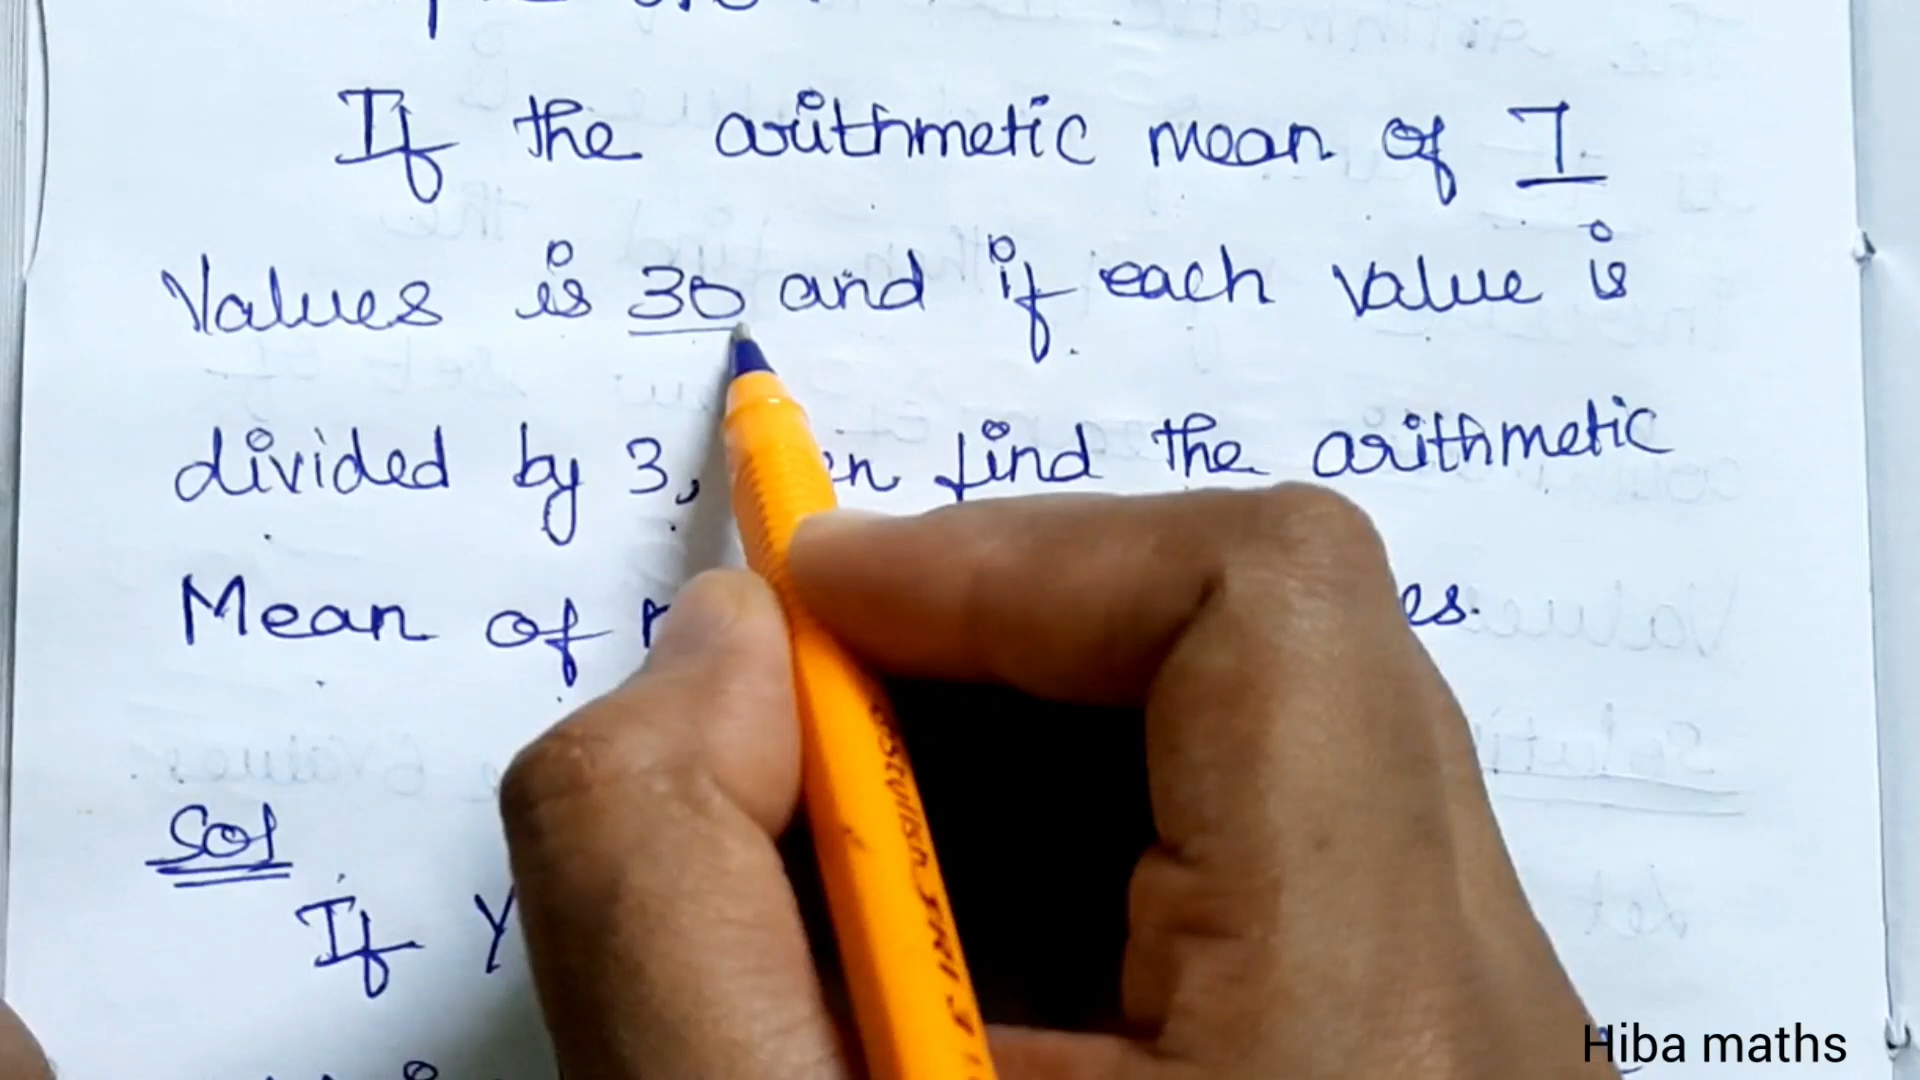 If the arithmetic mean of 7
Values is 30 and if each value is
divided by 3, find the arithmetic
Mean of
Sol
If Y
Hiba maths